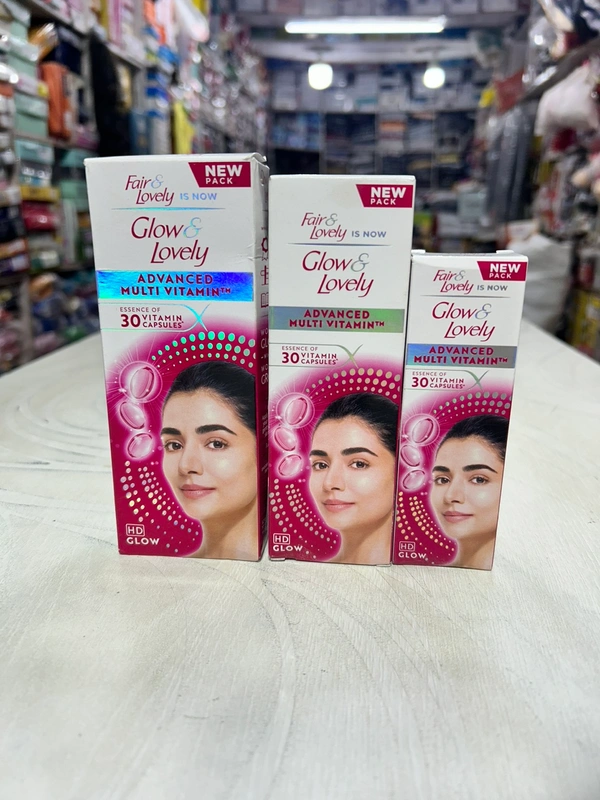 NEW
PACK
Fair &
Lovely IS NOW
Glow &
Lovely
ADVANCED
MULTI VITAMIN™
ESSENCE OF
30 VITAMIN
CAPSULES*
HD
GLOW
NEW
PACK
Fair &
Lovely IS NOW
Glow &
Lovely
ADVANCED
MULTI VITAMIN™
ESSENCE OF
30 VITAMIN
CAPSULES*
HD
GLOW
NEW
PACK
Fair &
Lovely IS NOW
Glow &
Lovely
ADVANCED
MULTI VITAMIN™
ESSENCE OF
30 VITAMIN
CAPSULES*
HD
GLOW